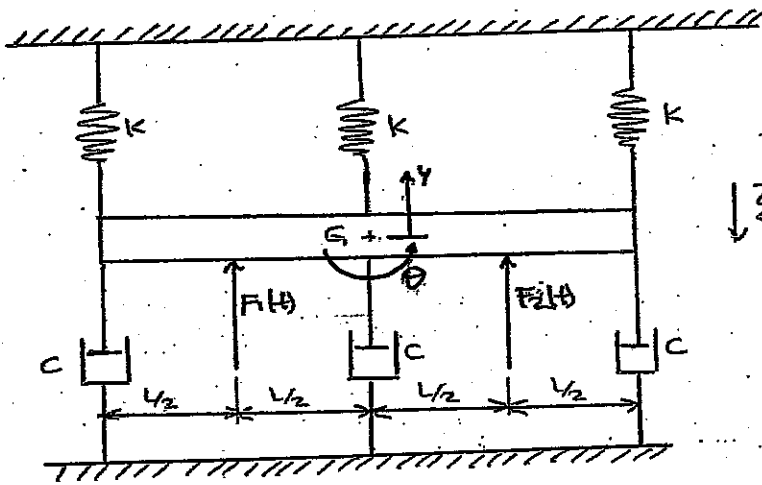 K K K
Y
G
θ
F₁(t) F₂(t)
C C C
L/2 L/2 L/2 L/2